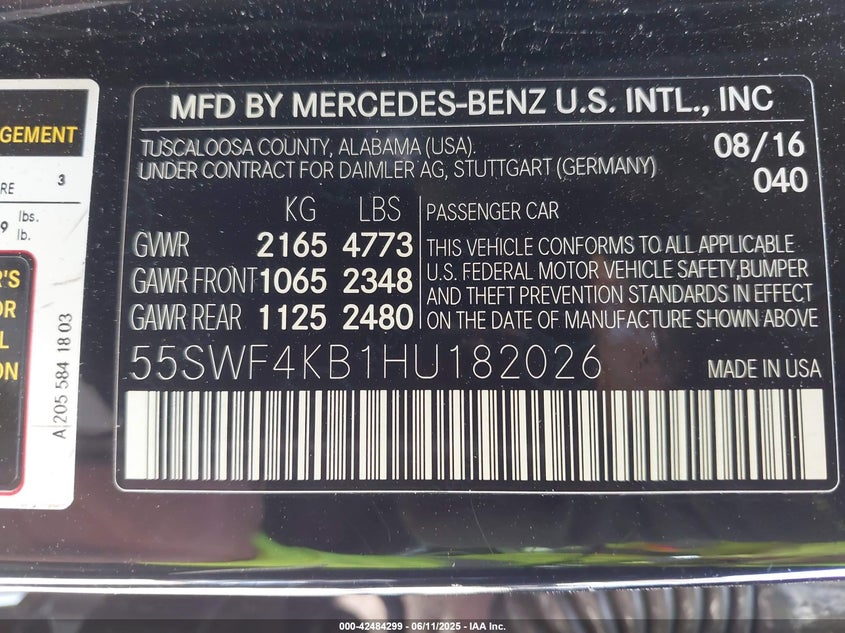 MFD BY MERCEDES-BENZ U.S. INTL., INC
TUSCALOOSA COUNTY, ALABAMA (USA). 08/16
UNDER CONTRACT FOR DAIMLER AG, STUTTGART (GERMANY) 040
KG LBS PASSENGER CAR
GVWR 2165 4773 THIS VEHICLE CONFORMS TO ALL APPLICABLE
GAWR FRONT 1065 2348 U.S. FEDERAL MOTOR VEHICLE SAFETY, BUMPER
AND THEFT PREVENTION STANDARDS IN EFFECT
GAWR REAR 1125 2480 ON THE DATE OF MANUFACTURE SHOWN ABOVE
55SWF4KB1HU182026 MADE IN USA
GEMENT
RE 3
9 lbs.
lb.
R'S
OR
L
ON
A 205 584 18 03
000-42484299 - 06/11/2025 - IAA Inc.